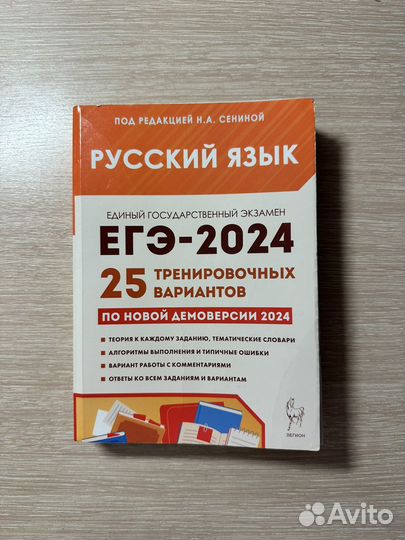 ПОД РЕДАКЦИЕЙ Н.А. СЕНИНОЙ
РУССКИЙ ЯЗЫК
ЕДИНЫЙ ГОСУДАРСТВЕННЫЙ ЭКЗАМЕН
ЕГЭ-2024
25 ТРЕНИРОВОЧНЫХ
ВАРИАНТОВ
ПО НОВОЙ ДЕМОВЕРСИИ 2024
ТЕОРИЯ К КАЖДОМУ ЗАДАНИЮ, ТЕМАТИЧЕСКИЕ СЛОВАРИ
АЛГОРИТМЫ ВЫПОЛНЕНИЯ И ТИПИЧНЫЕ ОШИБКИ
ВАРИАНТ РАБОТЫ С КОММЕНТАРИЯМИ
ОТВЕТЫ КО ВСЕМ ЗАДАНИЯМ И ВАРИАНТАМ
ЛЕГИОН
Avito